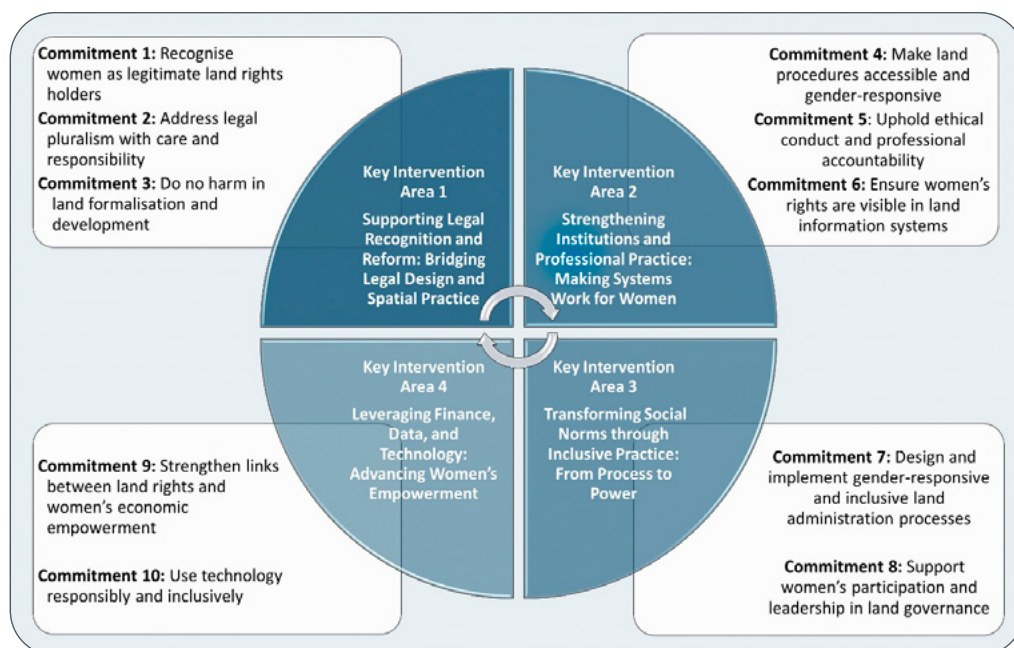 Commitment 1: Recognise
women as legitimate land rights
holders
Commitment 2: Address legal
pluralism with care and
responsibility
Commitment 3: Do no harm in
land formalisation and
development
Commitment 4: Make land
procedures accessible and
gender-responsive
Commitment 5: Uphold ethical
conduct and professional
accountability
Commitment 6: Ensure women's
rights are visible in land
information systems
Key Intervention
Area 1
Supporting Legal
Recognition and
Reform: Bridging
Legal Design and
Spatial Practice
Key Intervention
Area 2
Strengthening
Institutions and
Professional Practice:
Making Systems
Work for Women
Key Intervention
Area 4
Leveraging Finance,
Data, and
Technology:
Advancing Women's
Empowerment
Key Intervention
Area 3
Transforming Social
Norms through
Inclusive Practice:
From Process to
Power
Commitment 9: Strengthen links
between land rights and
women's economic
empowerment
Commitment 10: Use technology
responsibly and inclusively
Commitment 7: Design and
implement gender-responsive
and inclusive land
administration processes
Commitment 8: Support
women's participation and
leadership in land governance